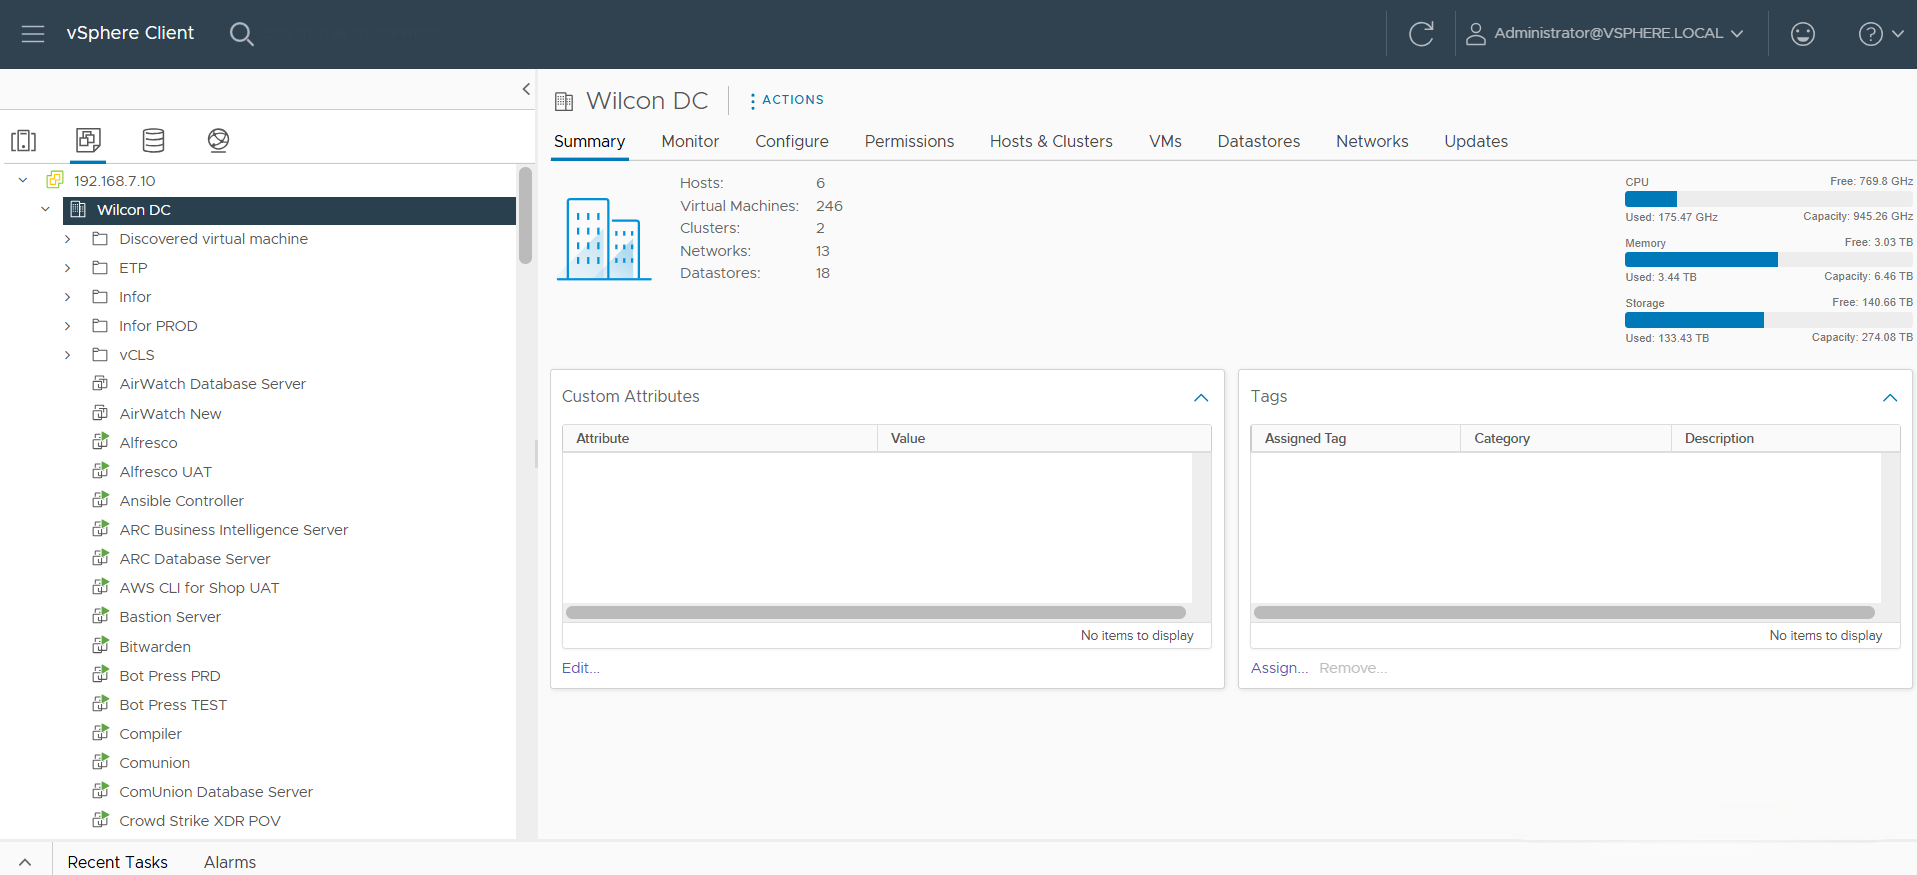 vSphere Client
Administrator@VSPHERE.LOCAL
Wilcon DC
ACTIONS
Summary Monitor Configure Permissions Hosts & Clusters VMs Datastores Networks Updates
192.168.7.10
Wilcon DC
Discovered virtual machine
ETP
Infor
Infor PROD
vCLS
AirWatch Database Server
AirWatch New
Alfresco
Alfresco UAT
Ansible Controller
ARC Business Intelligence Server
ARC Database Server
AWS CLI for Shop UAT
Bastion Server
Bitwarden
Bot Press PRD
Bot Press TEST
Compiler
Comunion
ComUnion Database Server
Crowd Strike XDR POV
Hosts: 6
Virtual Machines: 246
Clusters: 2
Networks: 13
Datastores: 18
CPU Free: 769.8 GHz
Used: 175.47 GHz Capacity: 945.26 GHz
Memory Free: 3.03 TB
Used: 3.44 TB Capacity: 6.46 TB
Storage Free: 140.66 TB
Used: 133.43 TB Capacity: 274.08 TB
Custom Attributes
Attribute Value
No items to display
Edit...
Tags
Assigned Tag Category Description
No items to display
Assign... Remove...
Recent Tasks Alarms